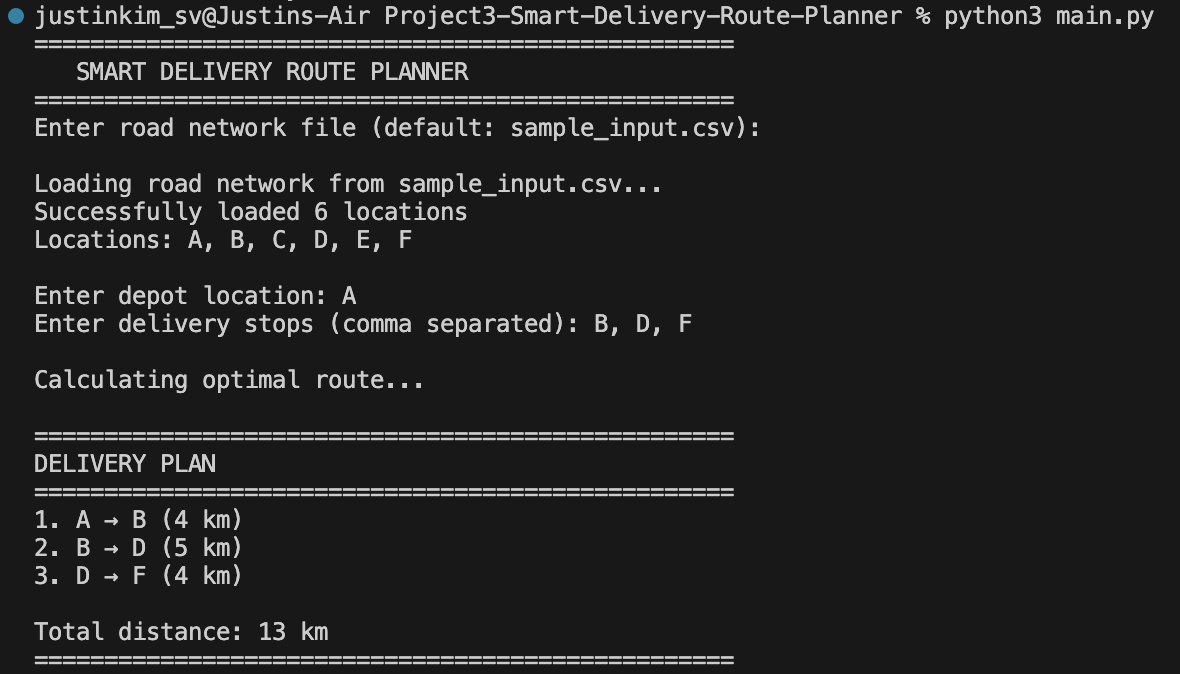 justinkim_sv@Justins-Air Project3-Smart-Delivery-Route-Planner % python3 main.py
==================================================
   SMART DELIVERY ROUTE PLANNER
==================================================
Enter road network file (default: sample_input.csv):

Loading road network from sample_input.csv...
Successfully loaded 6 locations
Locations: A, B, C, D, E, F

Enter depot location: A
Enter delivery stops (comma separated): B, D, F

Calculating optimal route...

==================================================
DELIVERY PLAN
==================================================
1. A → B (4 km)
2. B → D (5 km)
3. D → F (4 km)

Total distance: 13 km
==================================================